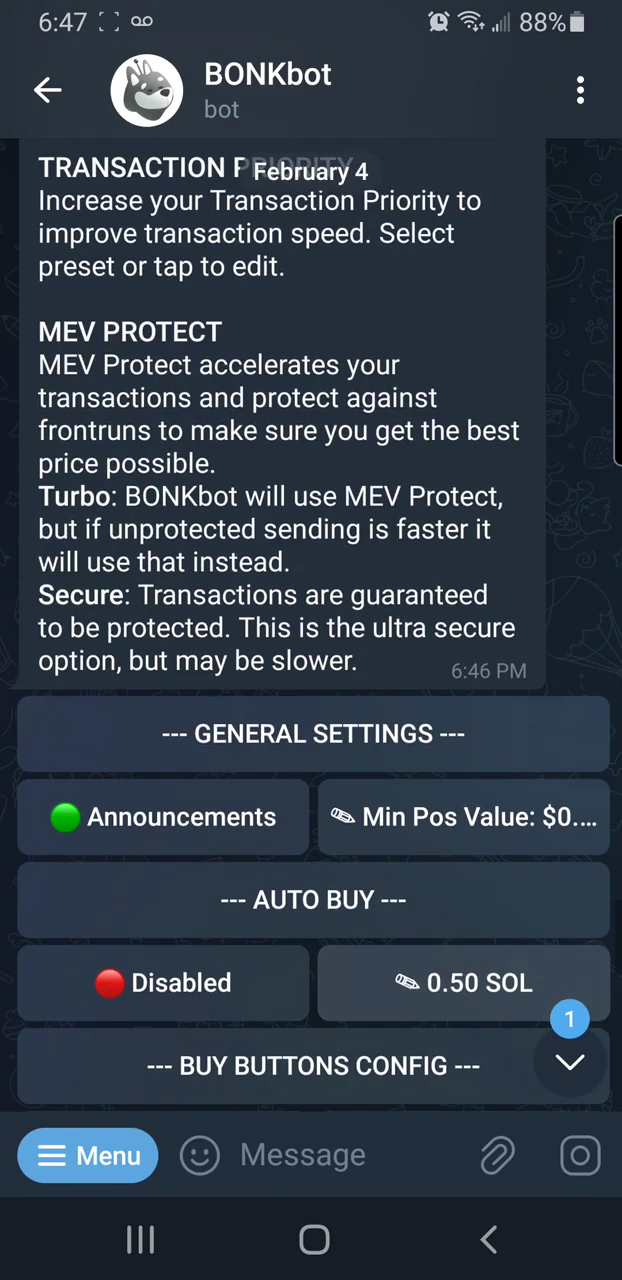 6:47 88%
BONKbot
bot
TRANSACTION PRIORITY
February 4
Increase your Transaction Priority to
improve transaction speed. Select
preset or tap to edit.
MEV PROTECT
MEV Protect accelerates your
transactions and protect against
frontruns to make sure you get the best
price possible.
Turbo: BONKbot will use MEV Protect,
but if unprotected sending is faster it
will use that instead.
Secure: Transactions are guaranteed
to be protected. This is the ultra secure
option, but may be slower.
6:46 PM
--- GENERAL SETTINGS ---
Announcements
Min Pos Value: $0....
--- AUTO BUY ---
Disabled
0.50 SOL
1
--- BUY BUTTONS CONFIG ---
Menu
Message